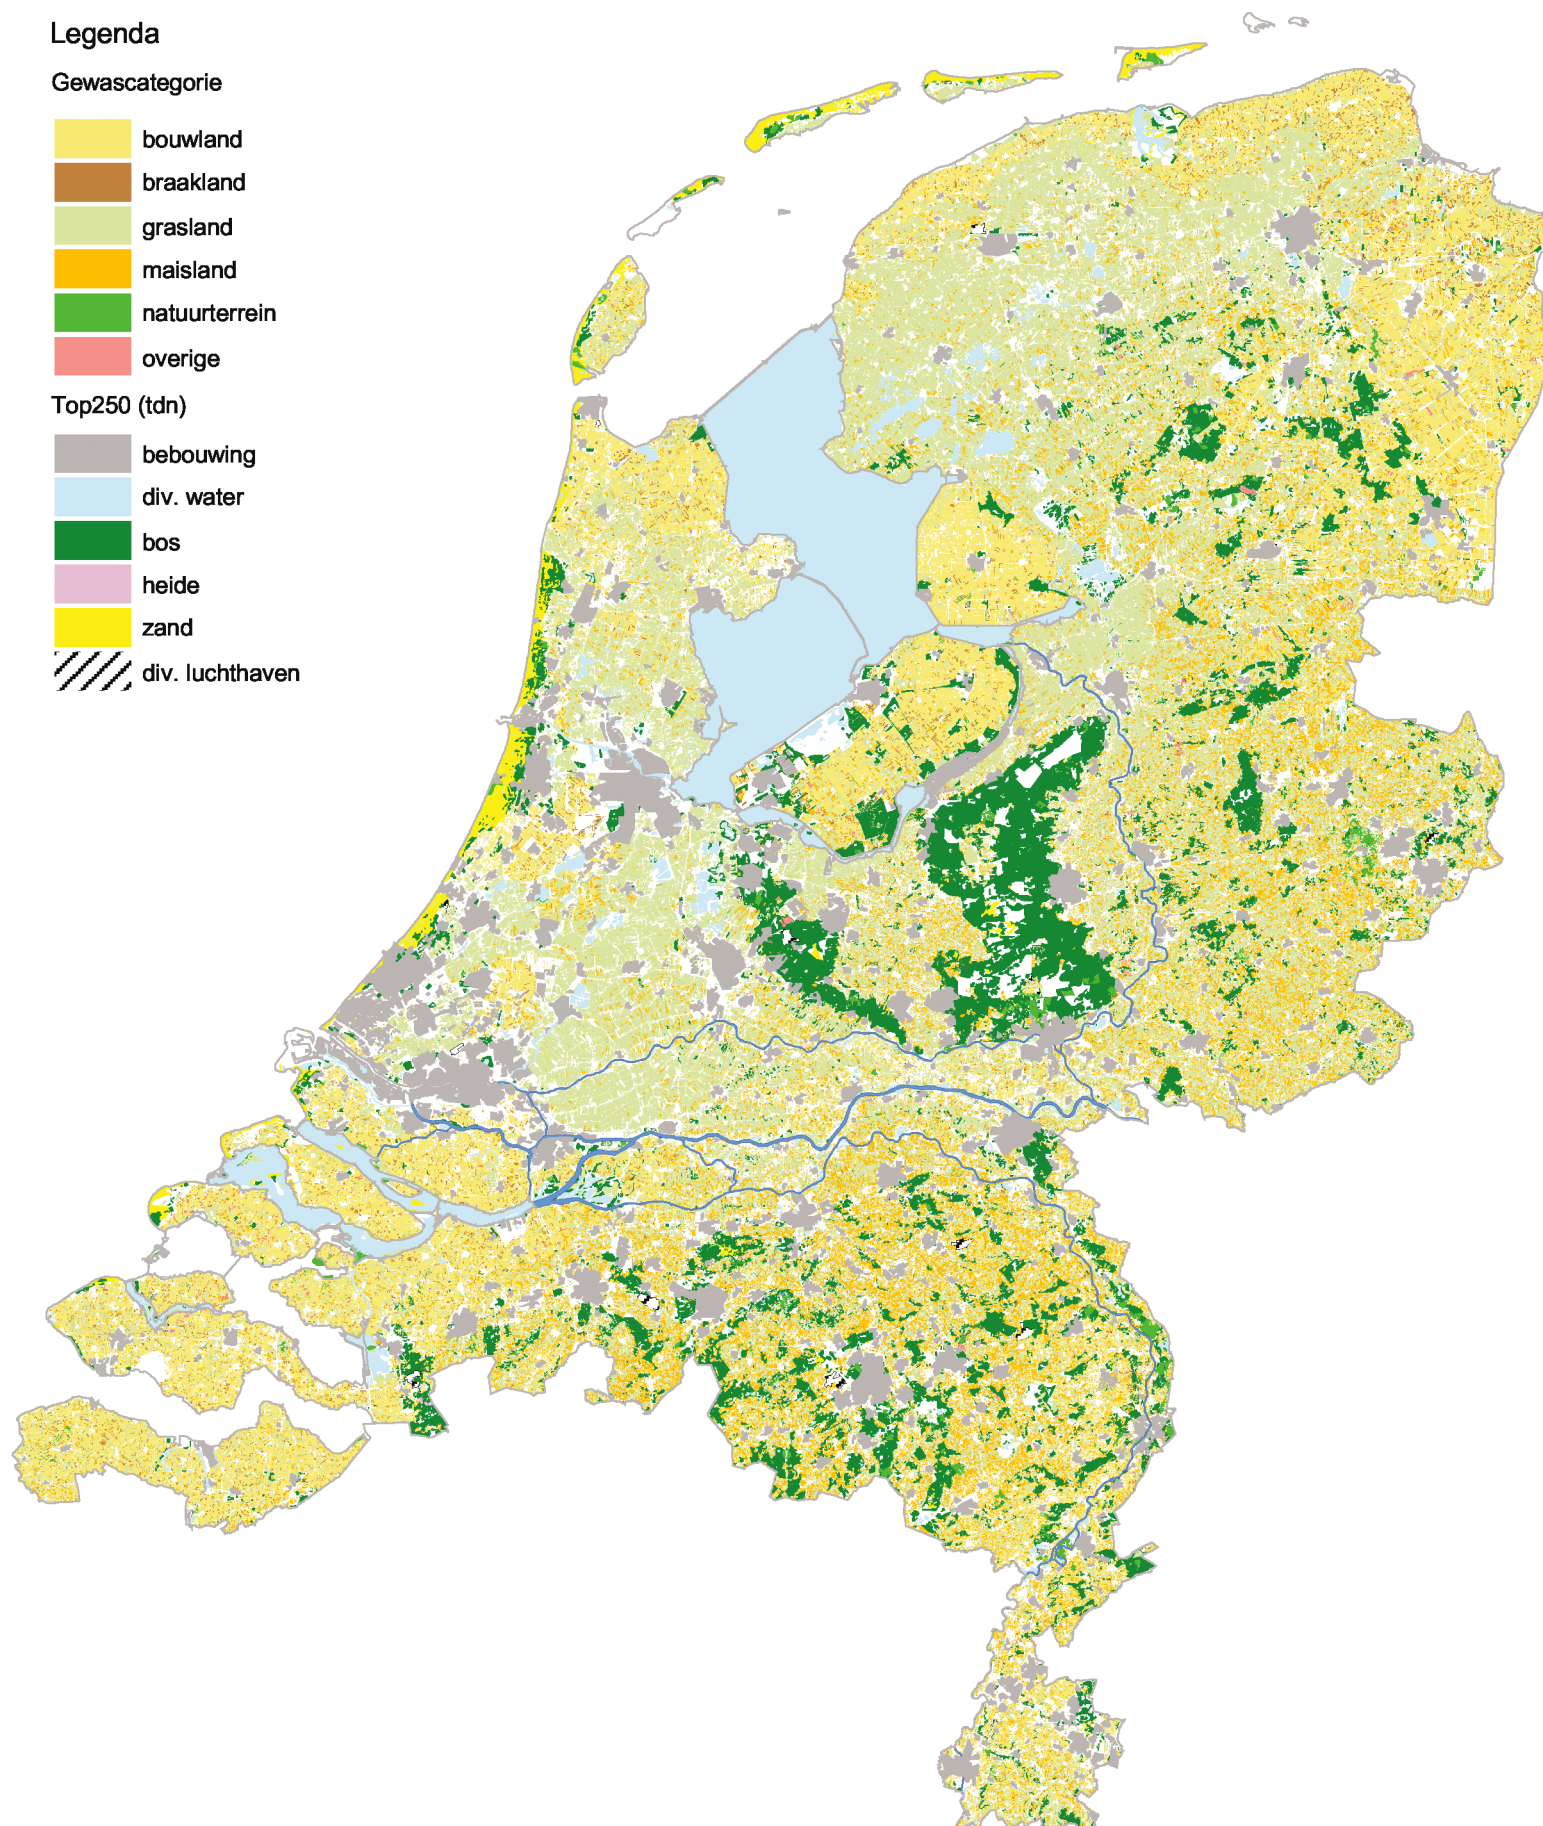 Legenda
Gewascategorie
bouwland
braakland
grasland
maisland
natuurterrein
overige
Top250 (tdn)
bebouwing
div. water
bos
heide
zand
div. luchthaven